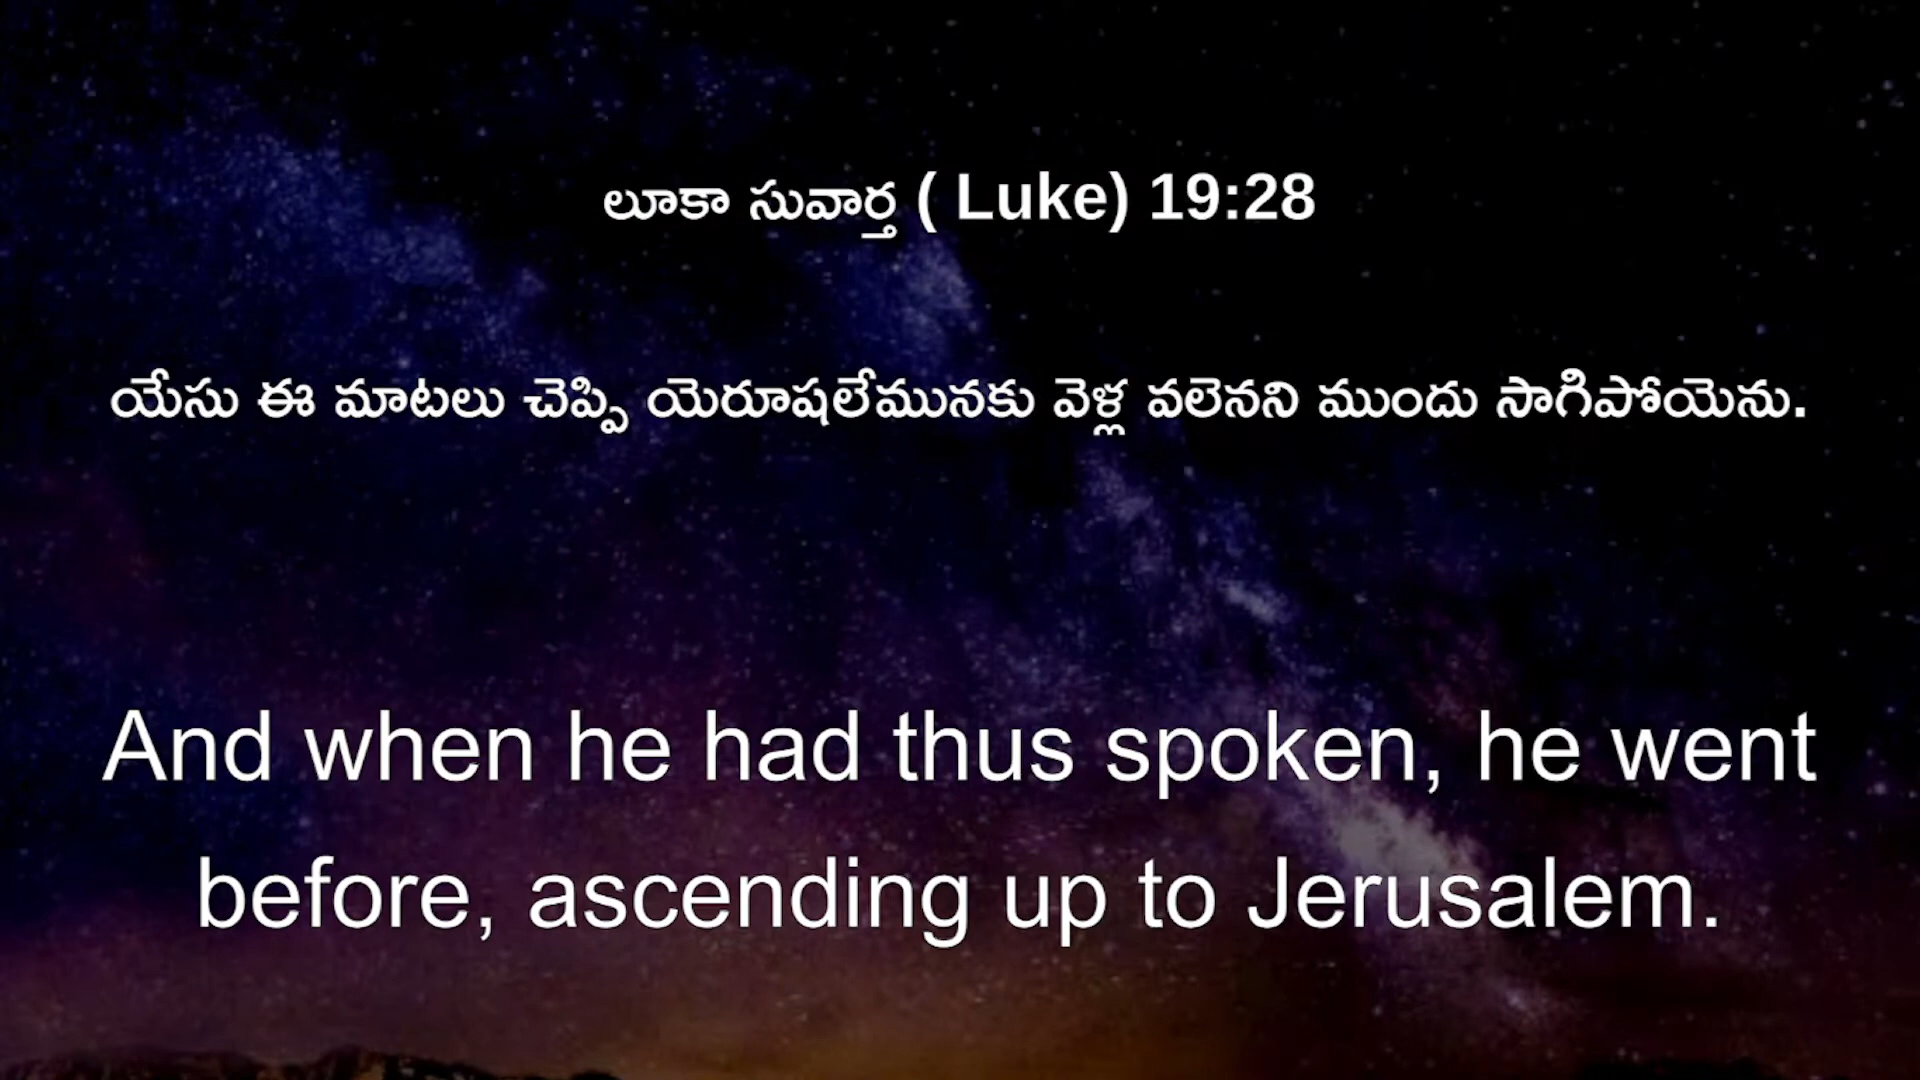 లూకా సువార్త ( Luke) 19:28
యేసు ఈ మాటలు చెప్పి యెరూషలేమునకు వెళ్ల వలెనని ముందు సాగిపోయెను.
And when he had thus spoken, he went
before, ascending up to Jerusalem.